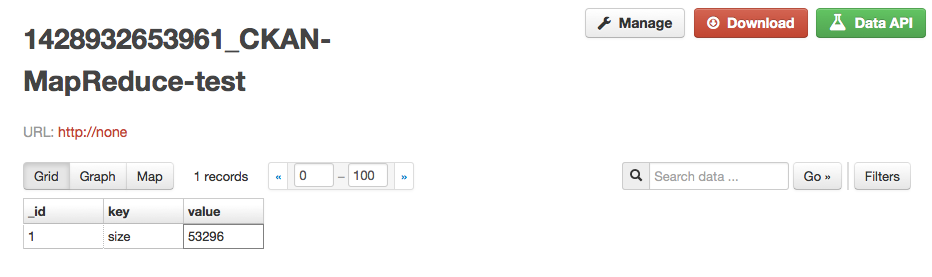 Manage Download Data API
1428932653961_CKAN-
MapReduce-test
URL: http://none
Grid Graph Map 1 records « 0 – 100 » Search data ... Go » Filters
_id key value
1 size 53296